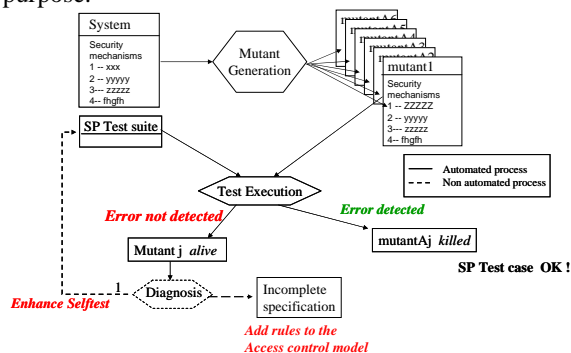 purpose.
System
Security
mechanisms
1 -- xxx
2 -- yyyyy
3--- zzzzz
4-- fhgfh
Mutant
Generation
mutantA6
mutantA4
mutant1
Security
mechanisms
1 -- ZZZZZ
2 -- yyyyy
3--- zzzzz
4-- fhgfh
SP Test suite
Automated process
Non automated process
Test Execution
Error not detected
Error detected
Mutant j alive
mutantAj killed
SP Test case OK !
1
Diagnosis
Enhance Selftest
Incomplete
specification
Add rules to the
Access control model